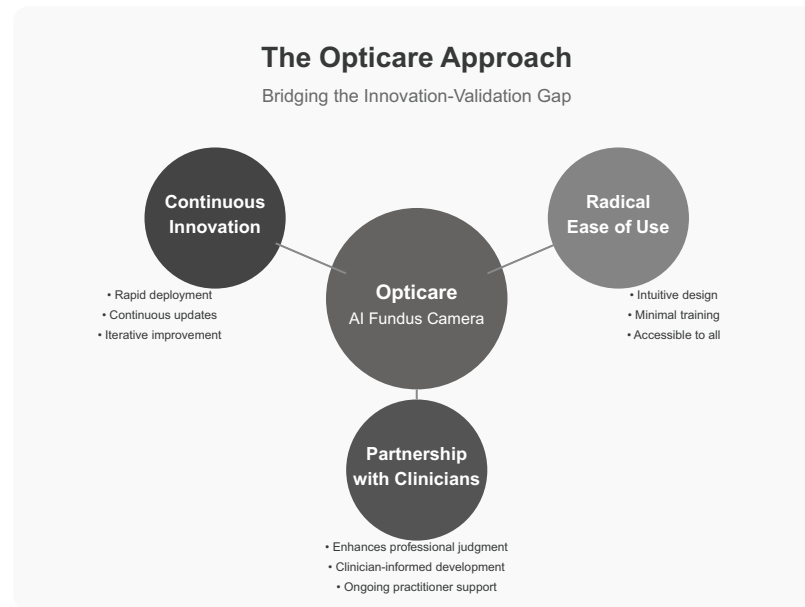 The Opticare Approach
Bridging the Innovation-Validation Gap
Continuous
Innovation
• Rapid deployment
• Continuous updates
• Iterative improvement
Opticare
AI Fundus Camera
Radical
Ease of Use
• Intuitive design
• Minimal training
• Accessible to all
Partnership
with Clinicians
• Enhances professional judgment
• Clinician-informed development
• Ongoing practitioner support